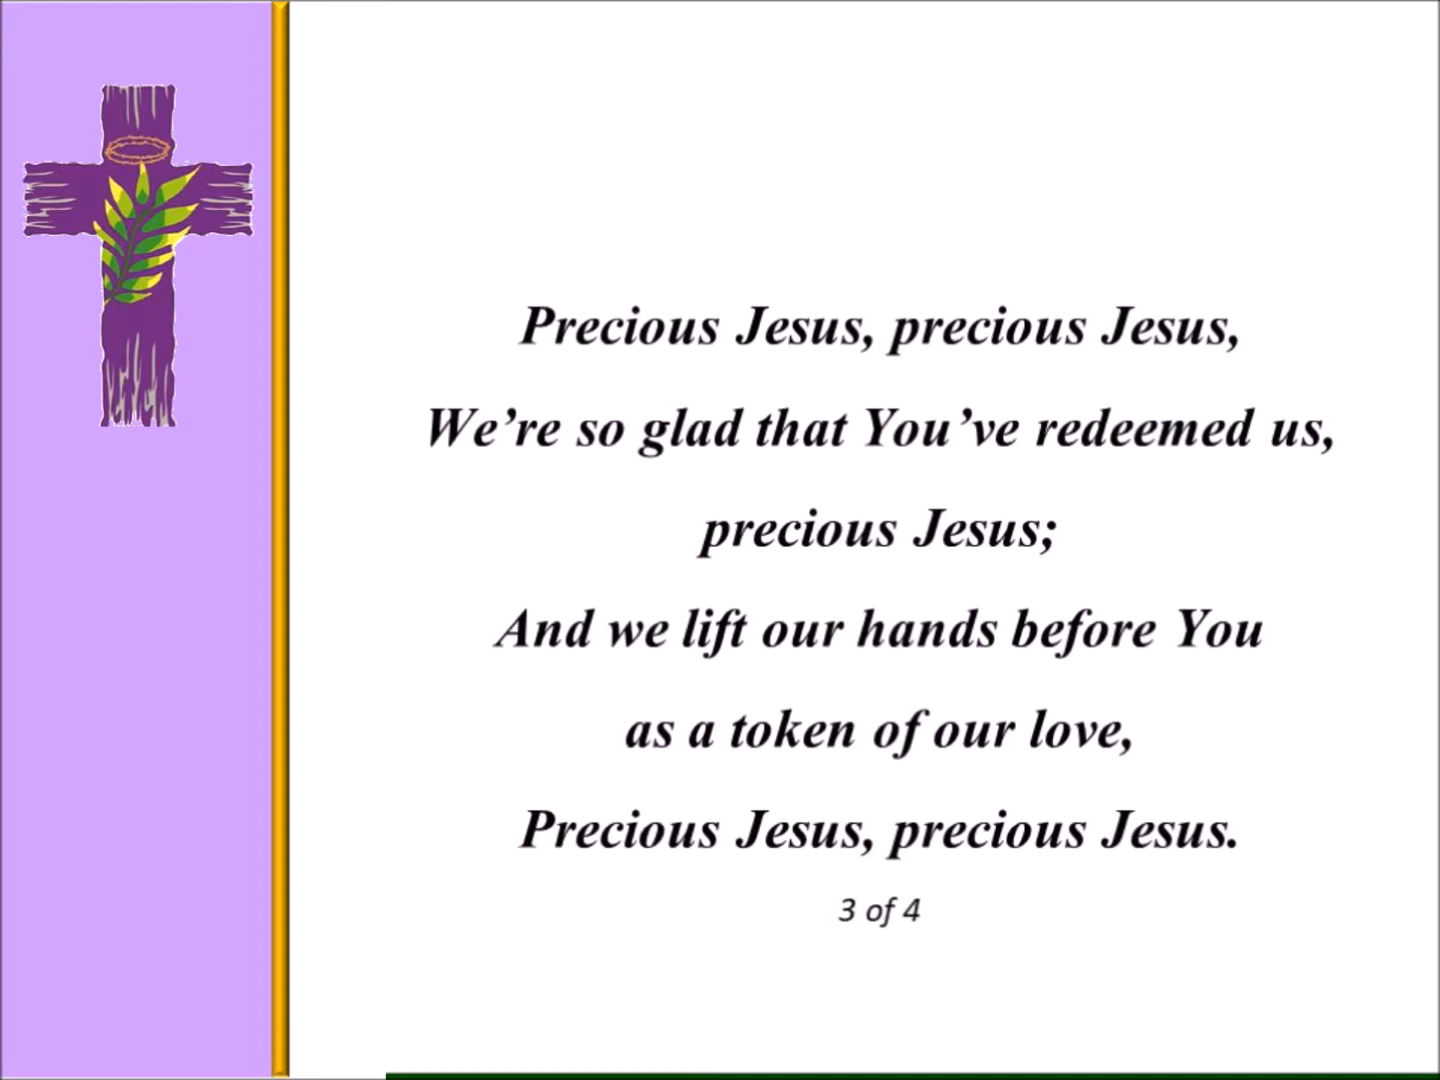 Precious Jesus, precious Jesus,
We’re so glad that You’ve redeemed us,
precious Jesus;
And we lift our hands before You
as a token of our love,
Precious Jesus, precious Jesus.
3 of 4